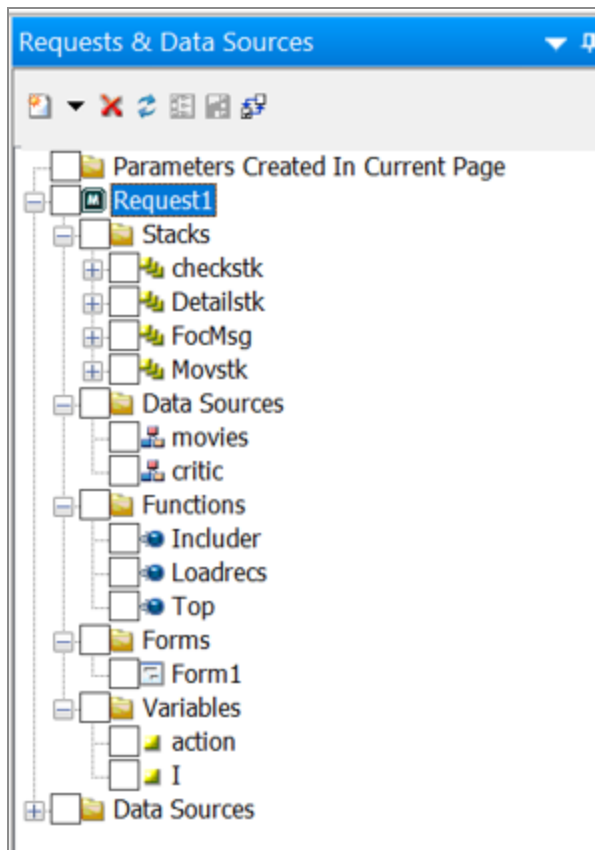 Requests & Data Sources
Parameters Created In Current Page
Request1
Stacks
checkstk
Detailstk
FocMsg
Movstk
Data Sources
movies
critic
Functions
Includer
Loadrecs
Top
Forms
Form1
Variables
action
I
Data Sources